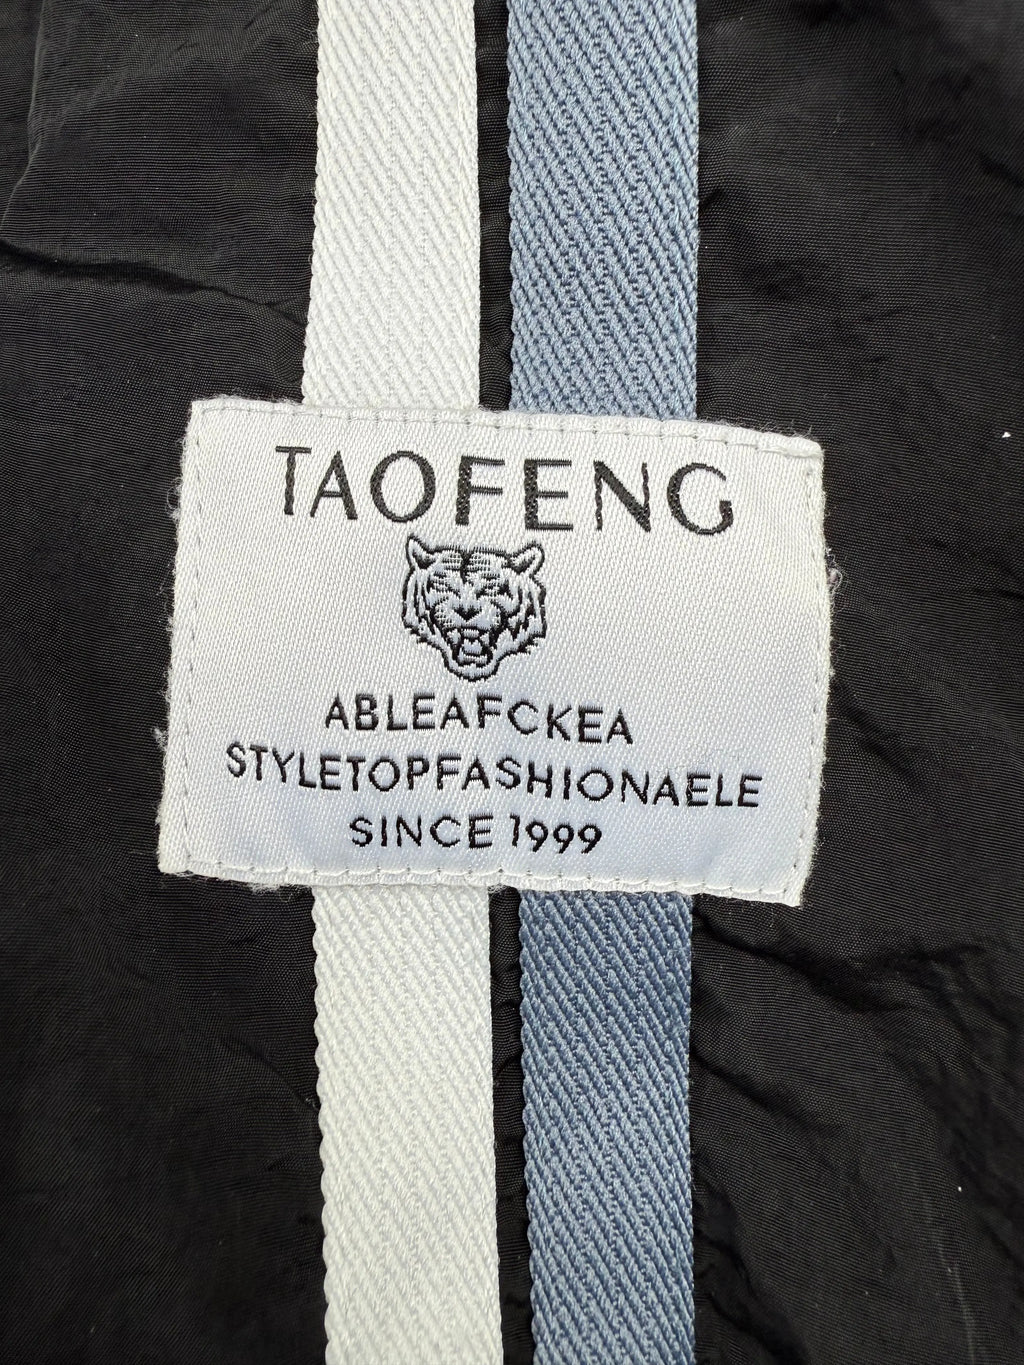 TAOFENG
ABLEAFCKEA
STYLETOPFASHIONAELE
SINCE 1999